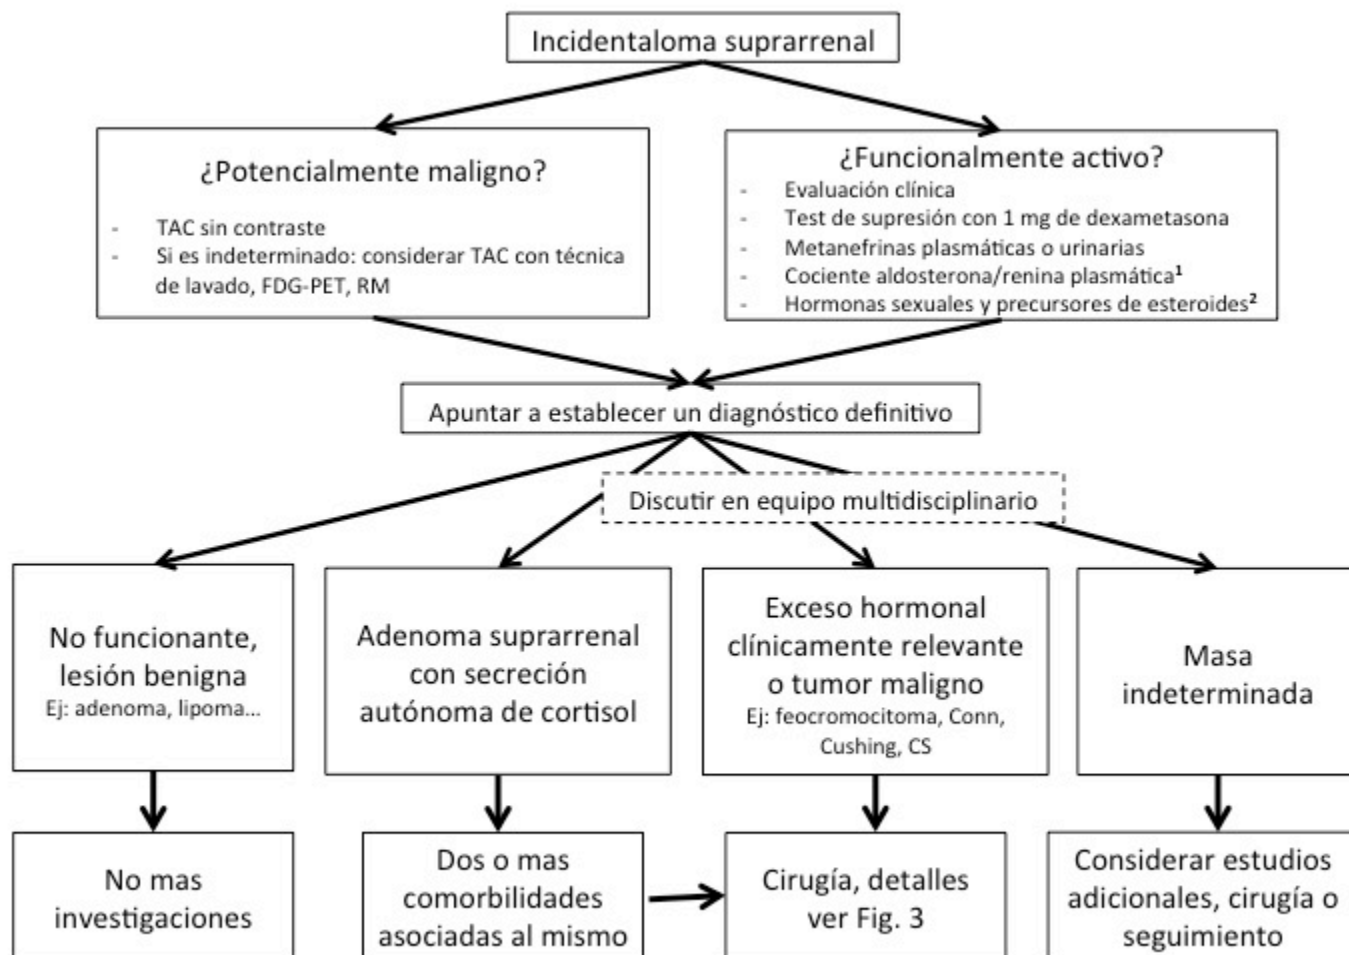 Incidentaloma suprarrenal
¿Potencialmente maligno?
- TAC sin contraste
- Si es indeterminado: considerar TAC con técnica
de lavado, FDG-PET, RM
¿Funcionalmente activo?
- Evaluación clínica
- Test de supresión con 1 mg de dexametasona
- Metanefrinas plasmáticas o urinarias
- Cociente aldosterona/renina plasmática¹
- Hormonas sexuales y precursores de esteroides²
Apuntar a establecer un diagnóstico definitivo
Discutir en equipo multidisciplinario
No funcionante,
lesión benigna
Ej: adenoma, lipoma...
Adenoma suprarrenal
con secreción
autónoma de cortisol
Exceso hormonal
clínicamente relevante
o tumor maligno
Ej: feocromocitoma, Conn,
Cushing, CS
Masa
indeterminada
No mas
investigaciones
Dos o mas
comorbilidades
asociadas al mismo
Cirugía, detalles
ver Fig. 3
Considerar estudios
adicionales, cirugía o
seguimiento